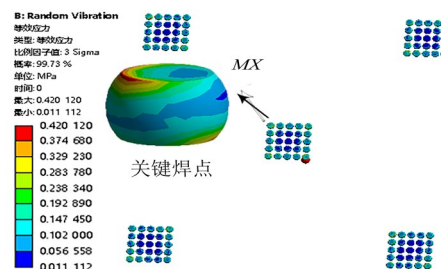 B: Random Vibration
等效应力
类型: 等效应力
比例因子值: 3 Sigma
概率: 99.73 %
单位: MPa
时间: 0
最大: 0.420 120
最小: 0.011 112
MX
0.420 120
0.374 680
0.329 230
0.283 780
0.238 340
0.192 890
0.147 450
0.102 000
0.056 558
0.011 112
关键焊点